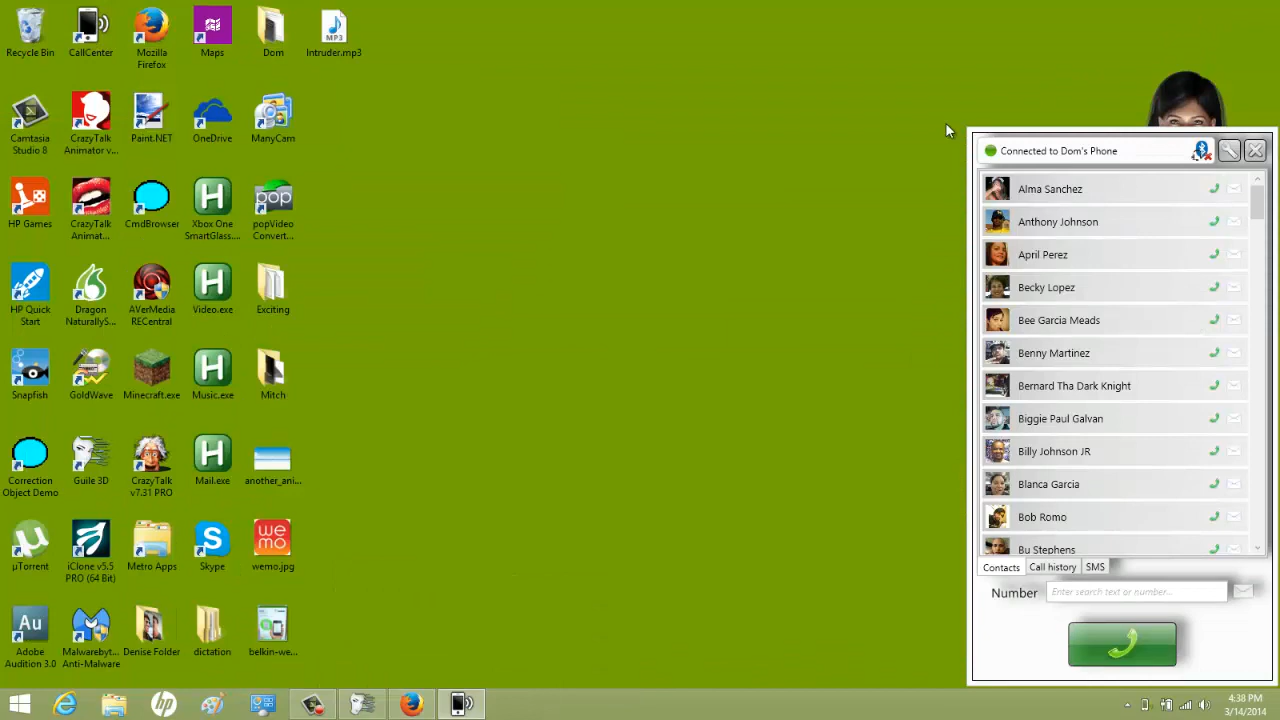 Recycle Bin
CallCenter
Mozilla
Firefox
Maps
Dom
MP3
Intruder.mp3
Camtasia
Studio 8
CrazyTalk
Animator v...
Paint.NET
OneDrive
ManyCam
HP Games
CrazyTalk
Animat...
CmdBrowser
H
Xbox One
SmartGlass....
pop
popVideo
Convert...
HP Quick
Start
Dragon
NaturallyS...
AVerMedia
RECentral
H
Video.exe
Exciting
Snapfish
GoldWave
Minecraft.exe
H
Music.exe
Mitch
Correction
Object Demo
Guile 3D
CrazyTalk
v7.31 PRO
H
Mail.exe
another_ani...
µTorrent
iClone v5.5
PRO (64 Bit)
Metro Apps
S
Skype
we
mo
wemo.jpg
Au
Adobe
Audition 3.0
Malwarebyt...
Anti-Malware
Denise Folder
dictation
belkin-we...
Connected to Dom's Phone
Alma Sanchez
Anthony Johnson
April Perez
Becky Lopez
Bee Garcia Meads
Benny Martinez
Bernard Tha Dark Knight
Biggie Paul Galvan
Billy Johnson JR
Blanca Garcia
Bob Romo
Bu Stephens
Contacts
Call history
SMS
Number
Enter search text or number...
hp
4:38 PM
3/14/2014